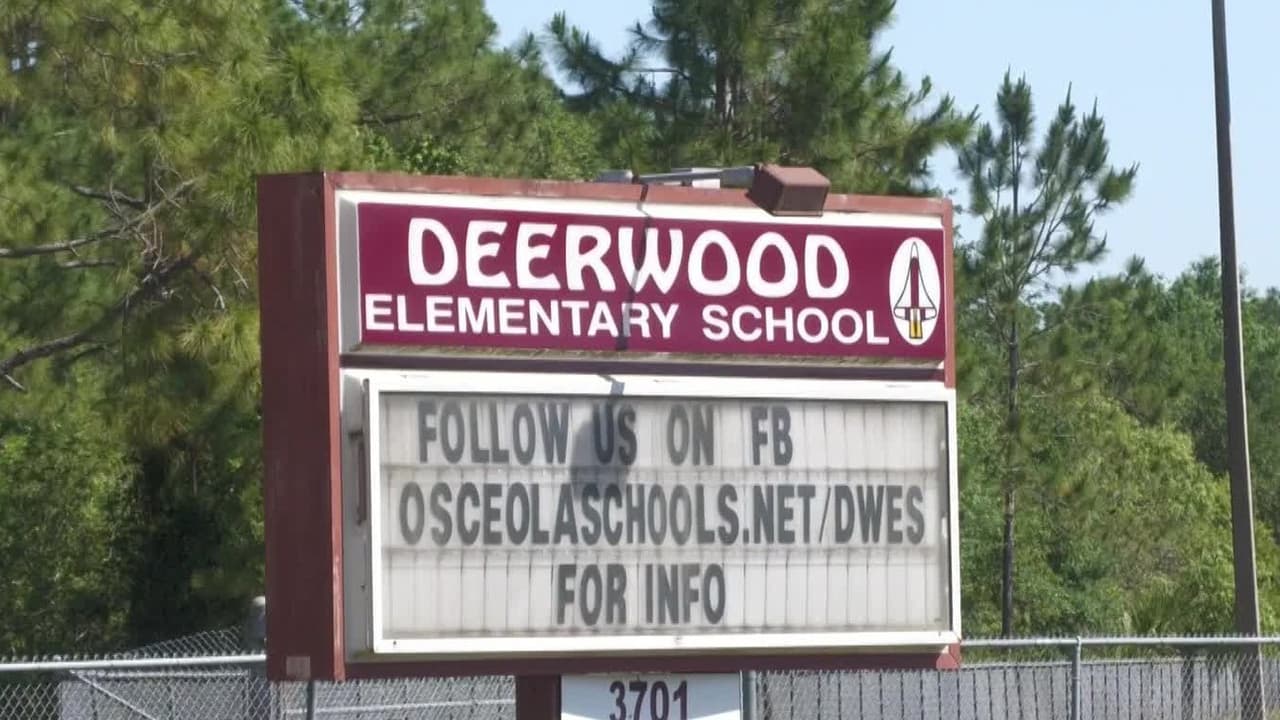 DEERWOOD
ELEMENTARY SCHOOL
FOLLOW US ON FB
OSCEOLASCHOOLS.NET/DWES
FOR INFO
3701